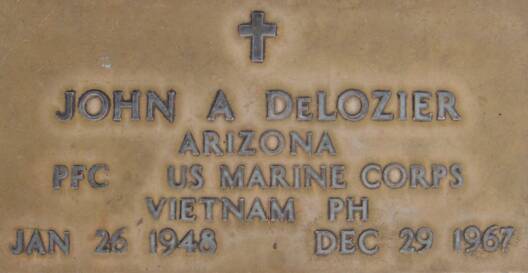 JOHN A DeLOZIER
ARIZONA
PFC US MARINE CORPS
VIETNAM PH
JAN 26 1948 DEC 29 1967